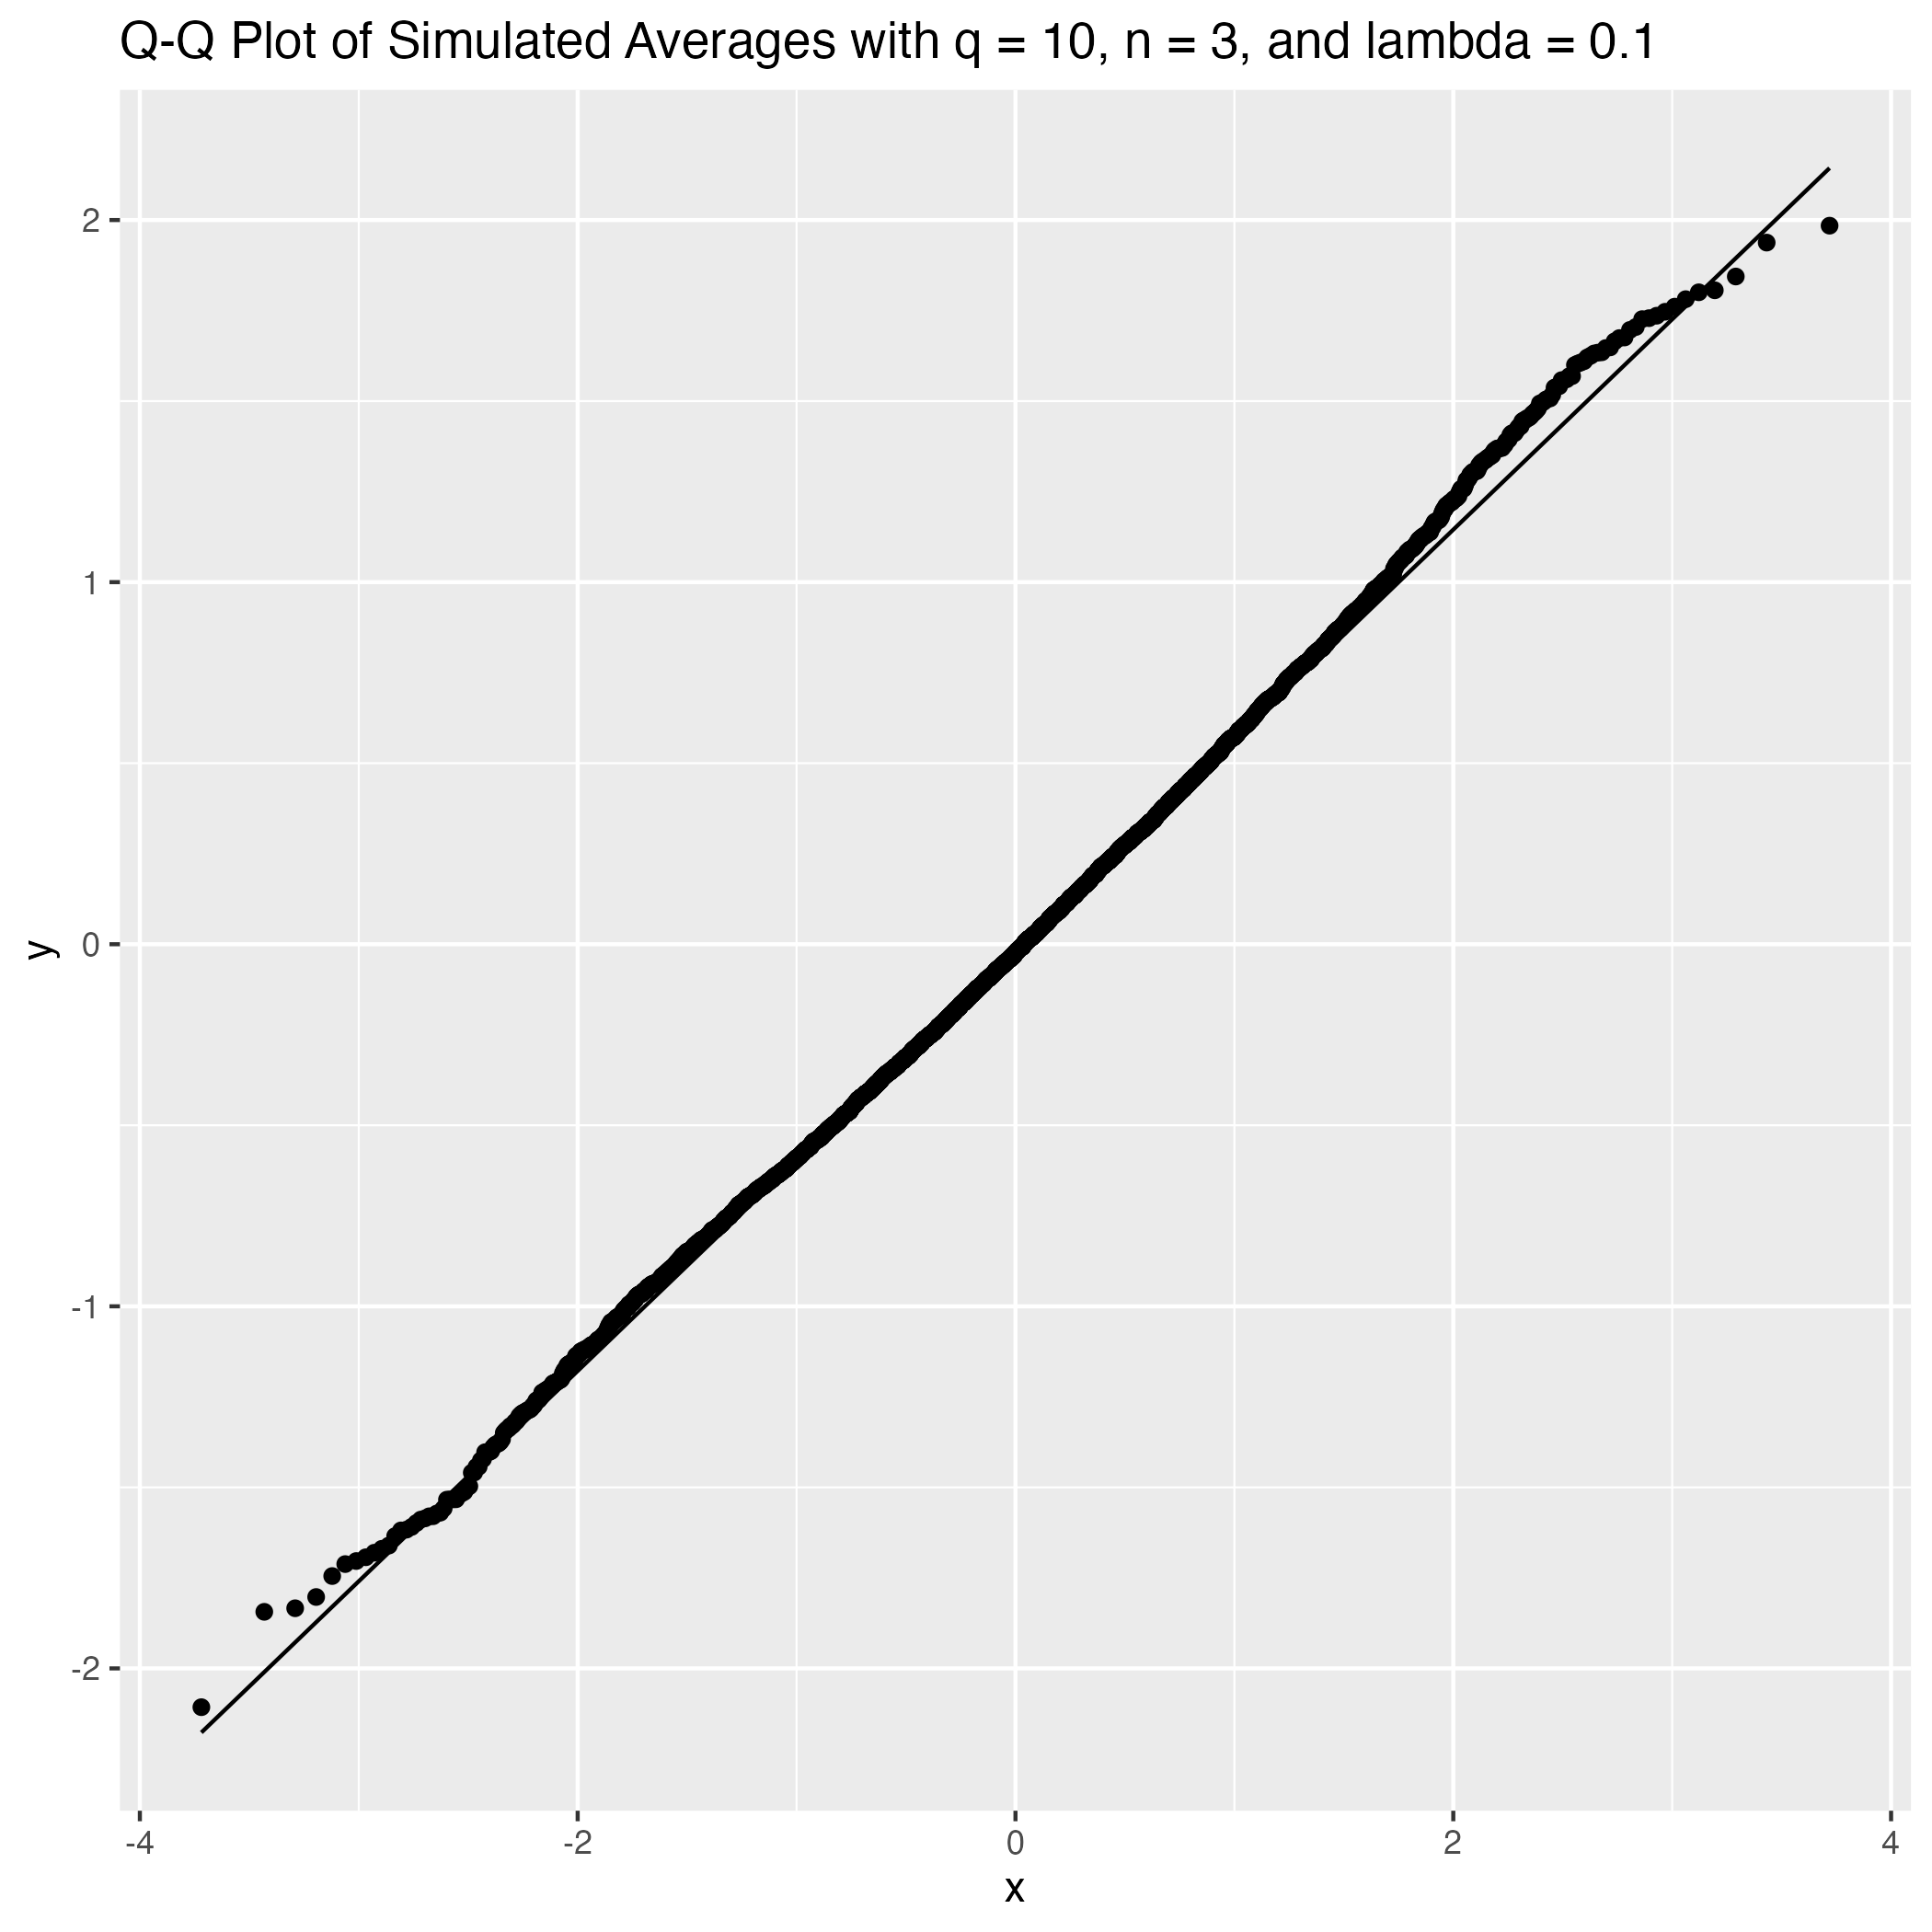 Q-Q Plot of Simulated Averages with q = 10, n = 3, and lambda = 0.1
2
1
0
-1
-2
y
-4 -2 0 2 4
x